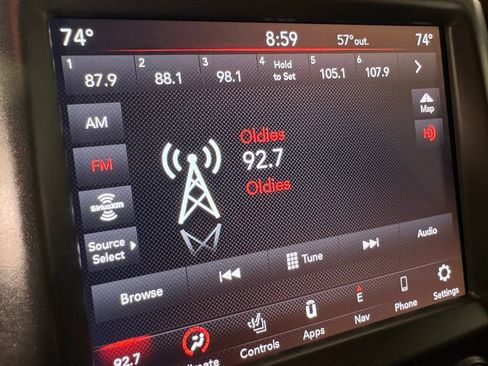 74° 8:59 57° out. 74°
1 87.9 2 88.1 3 98.1 4 Hold to Set 5 105.1 6 107.9
AM
Map
Oldies
FM
92.7
Oldies
siriusxm
Source
Select
Browse Tune Audio
92.7 Controls Apps E Nav Phone Settings